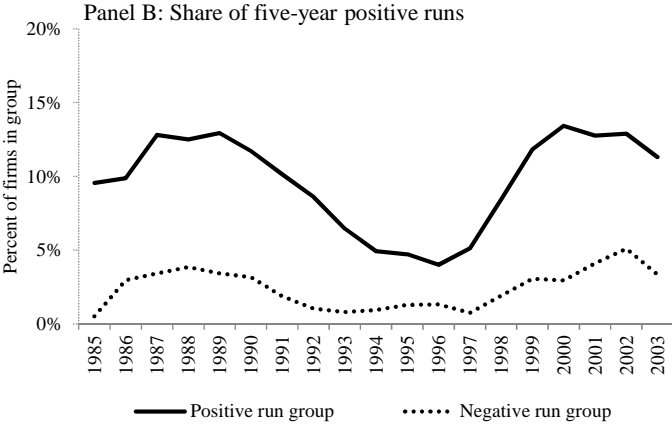 Panel B: Share of five-year positive runs
20%
15%
10%
5%
0%
Percent of firms in group
1985 1986 1987 1988 1989 1990 1991 1992 1993 1994 1995 1996 1997 1998 1999 2000 2001 2002 2003
Positive run group Negative run group